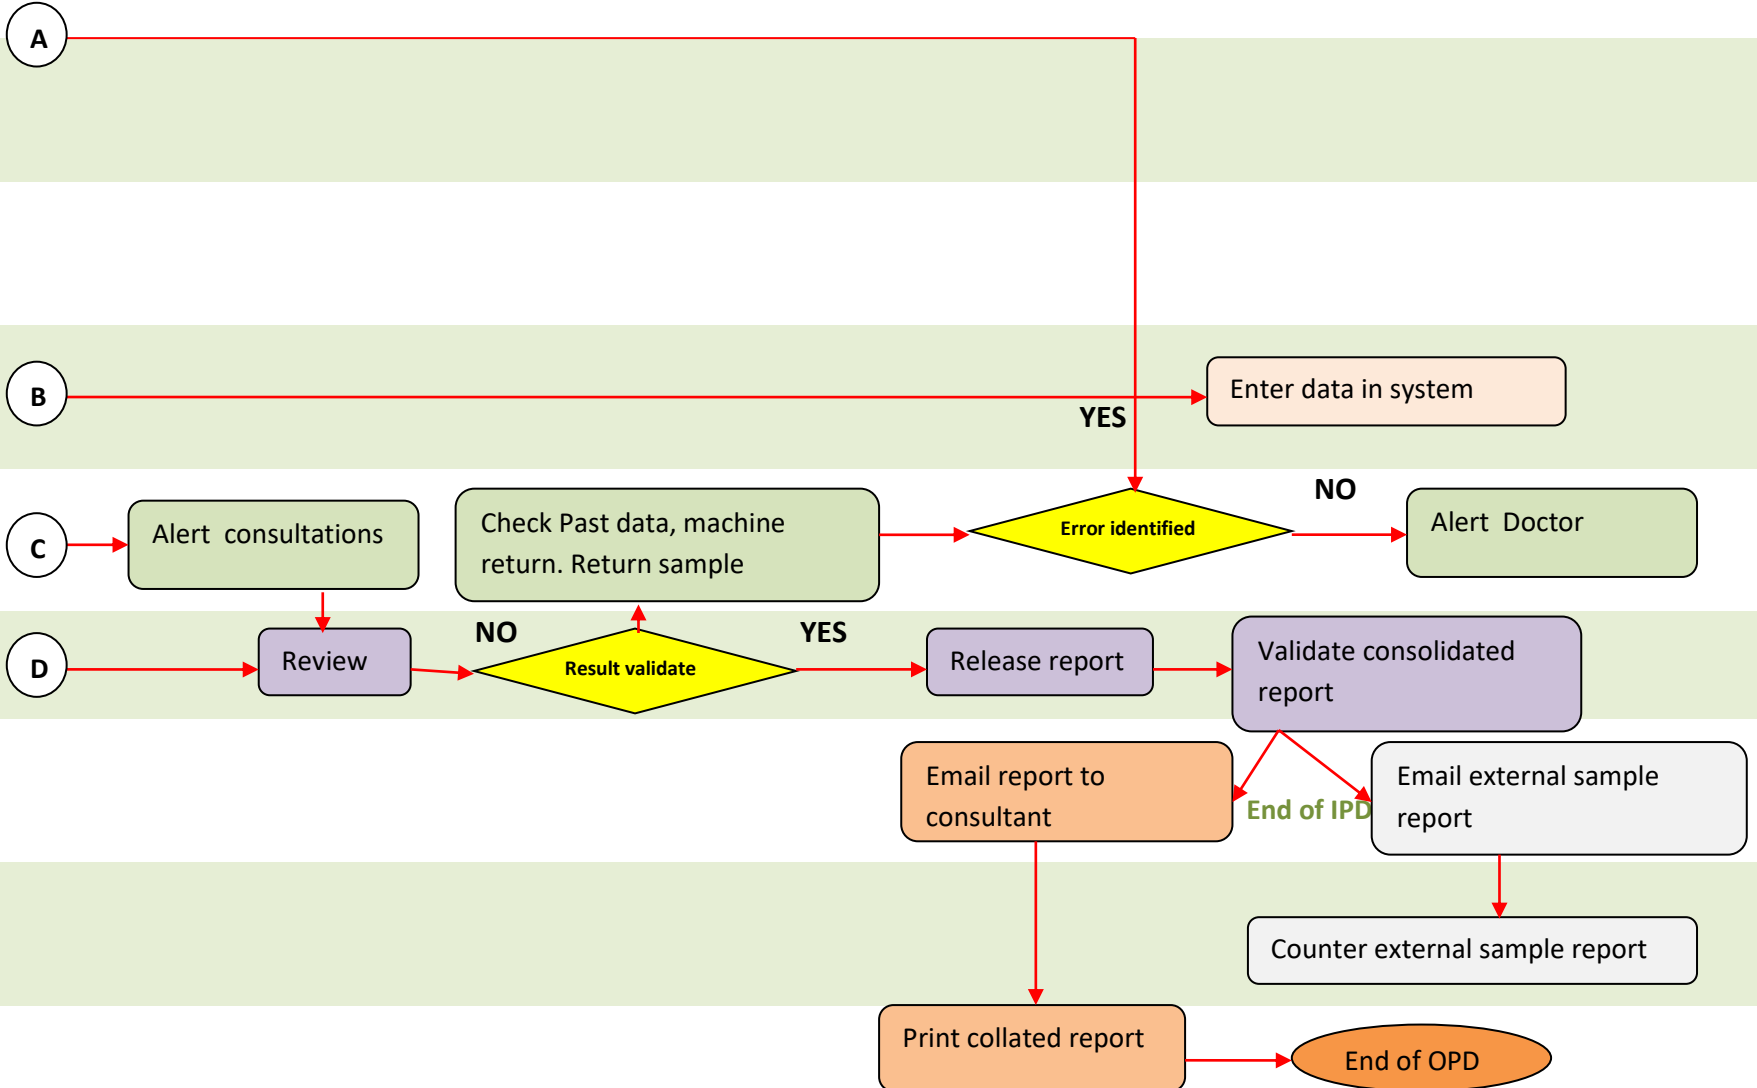 A
B
Enter data in system
YES
NO
C
Alert  consultations
Check Past data, machine
return. Return sample
Error identified
Alert  Doctor
NO
YES
D
Review
Result validate
Release report
Validate consolidated
report
Email report to
consultant
End of IPD
Email external sample
report
Counter external sample report
Print collated report
End of OPD